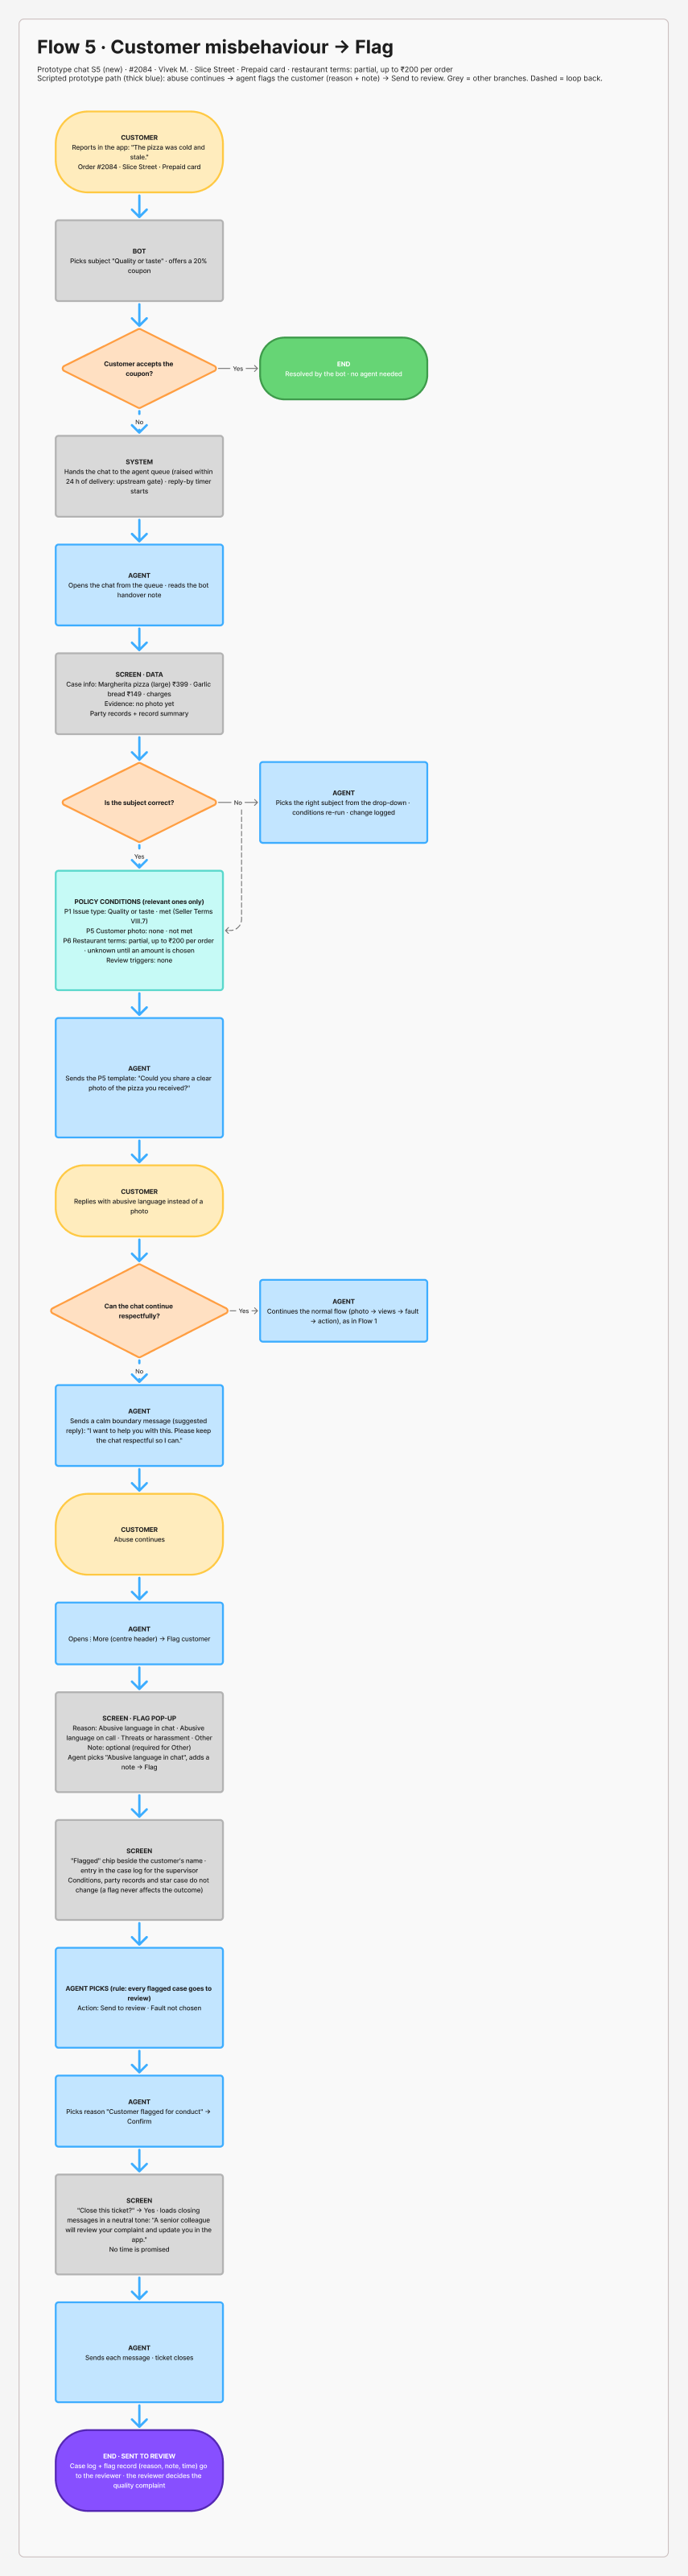 Flow 5 · Customer misbehaviour → Flag
Prototype chat S5 (new) · #2084 · Vivek M. · Slice Street · Prepaid card · restaurant terms: partial, up to ₹200 per order
Scripted prototype path (thick blue): abuse continues → agent flags the customer (reason + note) → Send to review. Grey = other branches. Dashed = loop back.
CUSTOMER
Reports in the app: "The pizza was cold and
stale."
Order #2084 · Slice Street · Prepaid card
BOT
Picks subject "Quality or taste" · offers a 20%
coupon
Customer accepts the
coupon?
Yes
END
Resolved by the bot · no agent needed
No
SYSTEM
Hands the chat to the agent queue (raised within
24 h of delivery: upstream gate) · reply-by timer
starts
AGENT
Opens the chat from the queue · reads the bot
handover note
SCREEN · DATA
Case info: Margherita pizza (large) ₹399 · Garlic
bread ₹149 · charges
Evidence: no photo yet
Party records + record summary
Is the subject correct?
No
AGENT
Picks the right subject from the drop-down ·
conditions re-run · change logged
Yes
POLICY CONDITIONS (relevant ones only)
P1 Issue type: Quality or taste · met (Seller Terms
VIII.7)
P5 Customer photo: none · not met
P6 Restaurant terms: partial, up to ₹200 per order
· unknown until an amount is chosen
Review triggers: none
AGENT
Sends the P5 template: "Could you share a clear
photo of the pizza you received?"
CUSTOMER
Replies with abusive language instead of a
photo
Can the chat continue
respectfully?
Yes
AGENT
Continues the normal flow (photo → views → fault
→ action), as in Flow 1
No
AGENT
Sends a calm boundary message (suggested
reply): "I want to help you with this. Please keep
the chat respectful so I can."
CUSTOMER
Abuse continues
AGENT
Opens ⋮ More (centre header) → Flag customer
SCREEN · FLAG POP-UP
Reason: Abusive language in chat · Abusive
language on call · Threats or harassment · Other
Note: optional (required for Other)
Agent picks "Abusive language in chat", adds a
note → Flag
SCREEN
"Flagged" chip beside the customer's name ·
entry in the case log for the supervisor
Conditions, party records and star case do not
change (a flag never affects the outcome)
AGENT PICKS (rule: every flagged case goes to
review)
Action: Send to review · Fault not chosen
AGENT
Picks reason "Customer flagged for conduct" →
Confirm
SCREEN
"Close this ticket?" → Yes · loads closing
messages in a neutral tone: "A senior colleague
will review your complaint and update you in the
app."
No time is promised
AGENT
Sends each message · ticket closes
END · SENT TO REVIEW
Case log + flag record (reason, note, time) go
to the reviewer · the reviewer decides the
quality complaint